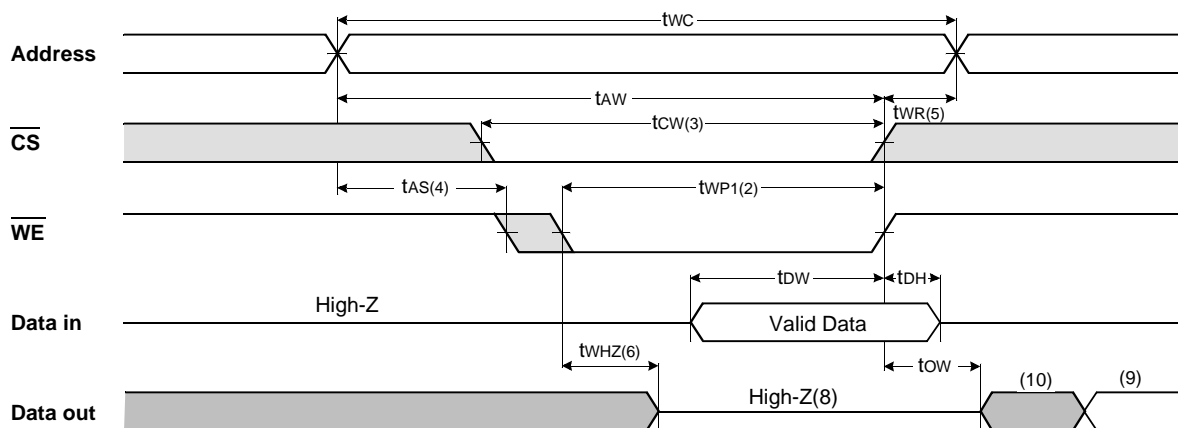 tWC
Address
tAW
tWR(5)
tCW(3)
CS
tAS(4)
tWP1(2)
WE
tDW
tDH
High-Z
Data in
Valid Data
tWHZ(6)
tOW
(10)
(9)
High-Z(8)
Data out